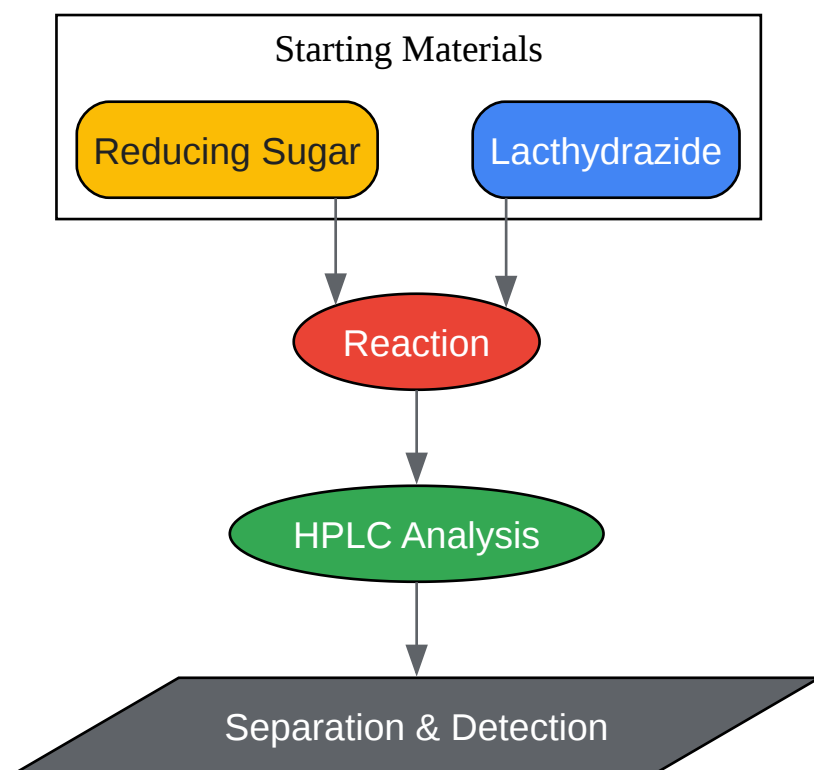 Starting Materials
Reducing Sugar
Lacthydrazide
Reaction
HPLC Analysis
Separation & Detection